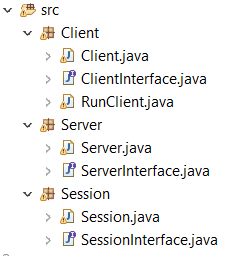 src
Client
Client.java
ClientInterface.java
RunClient.java
Server
Server.java
ServerInterface.java
Session
Session.java
SessionInterface.java